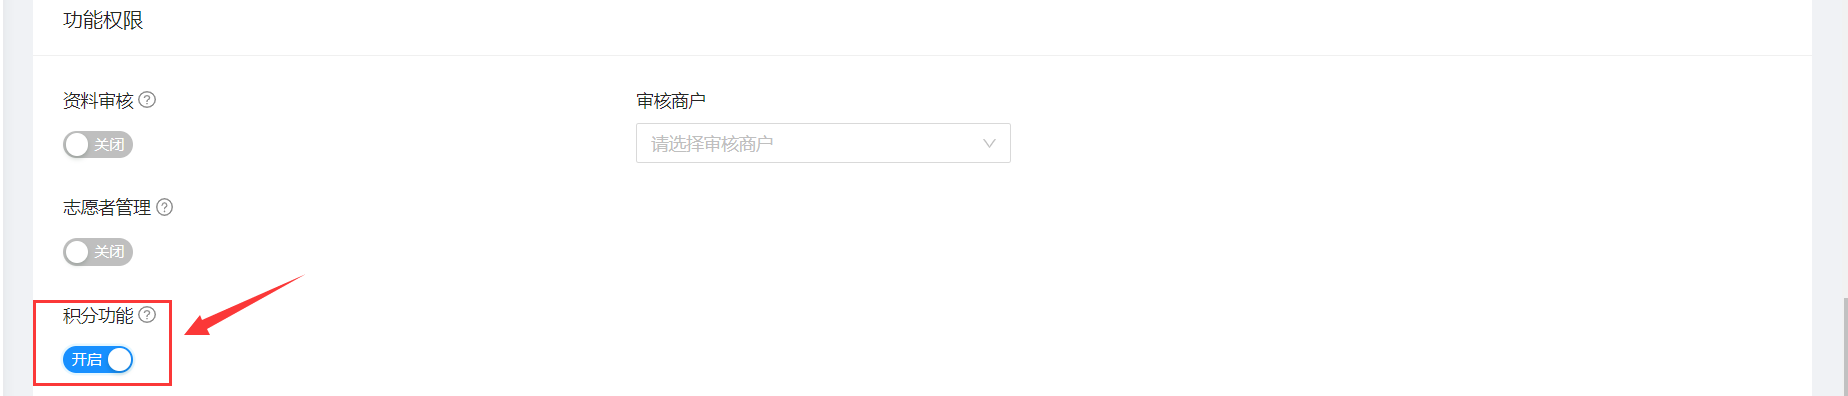 功能权限
资料审核
审核商户
关闭
请选择审核商户
志愿者管理
关闭
积分功能
开启